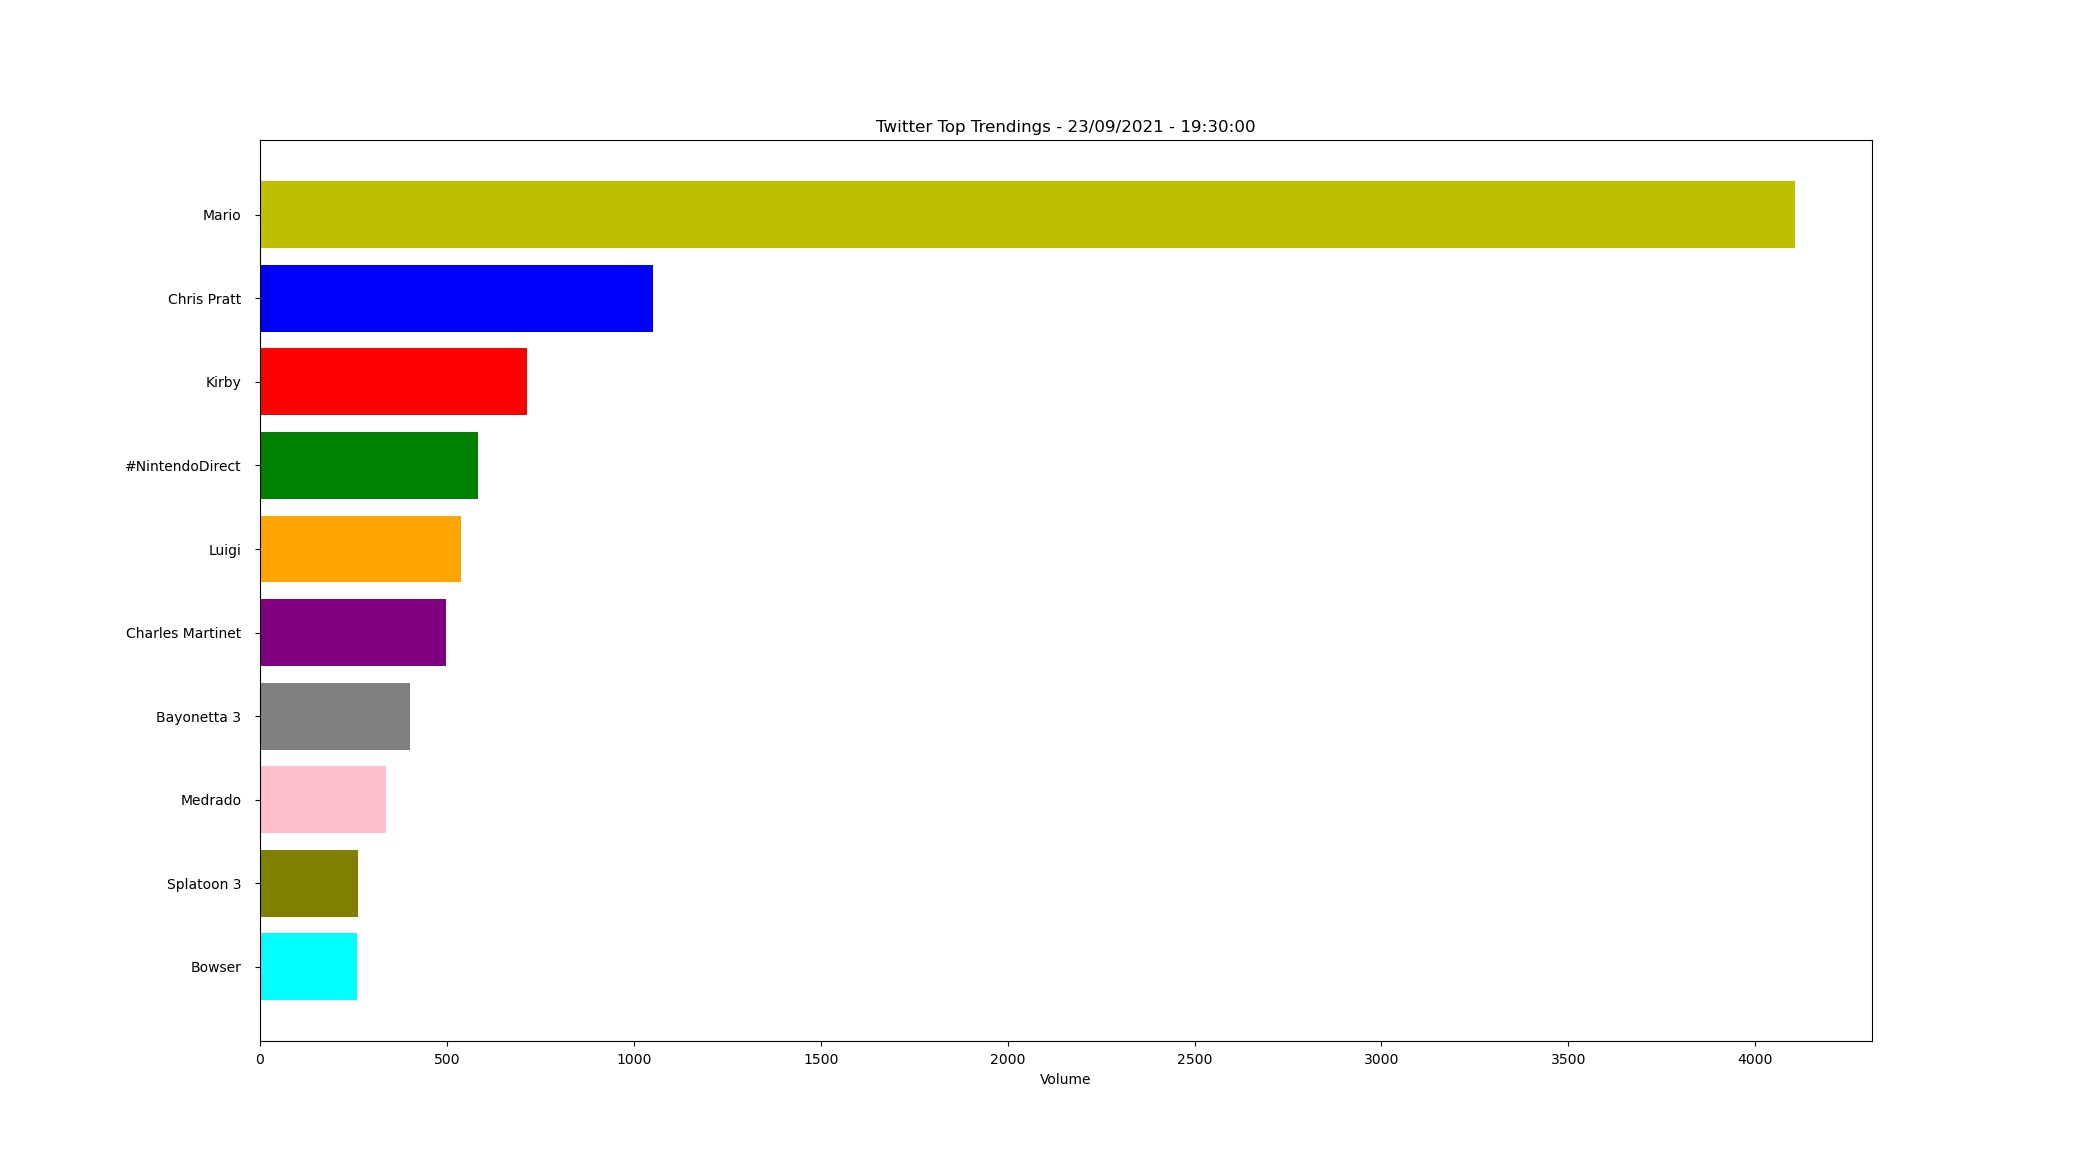 Twitter Top Trendings - 23/09/2021 - 19:30:00
Mario
Chris Pratt
Kirby
#NintendoDirect
Luigi
Charles Martinet
Bayonetta 3
Medrado
Splatoon 3
Bowser
0 500 1000 1500 2000 2500 3000 3500 4000
Volume